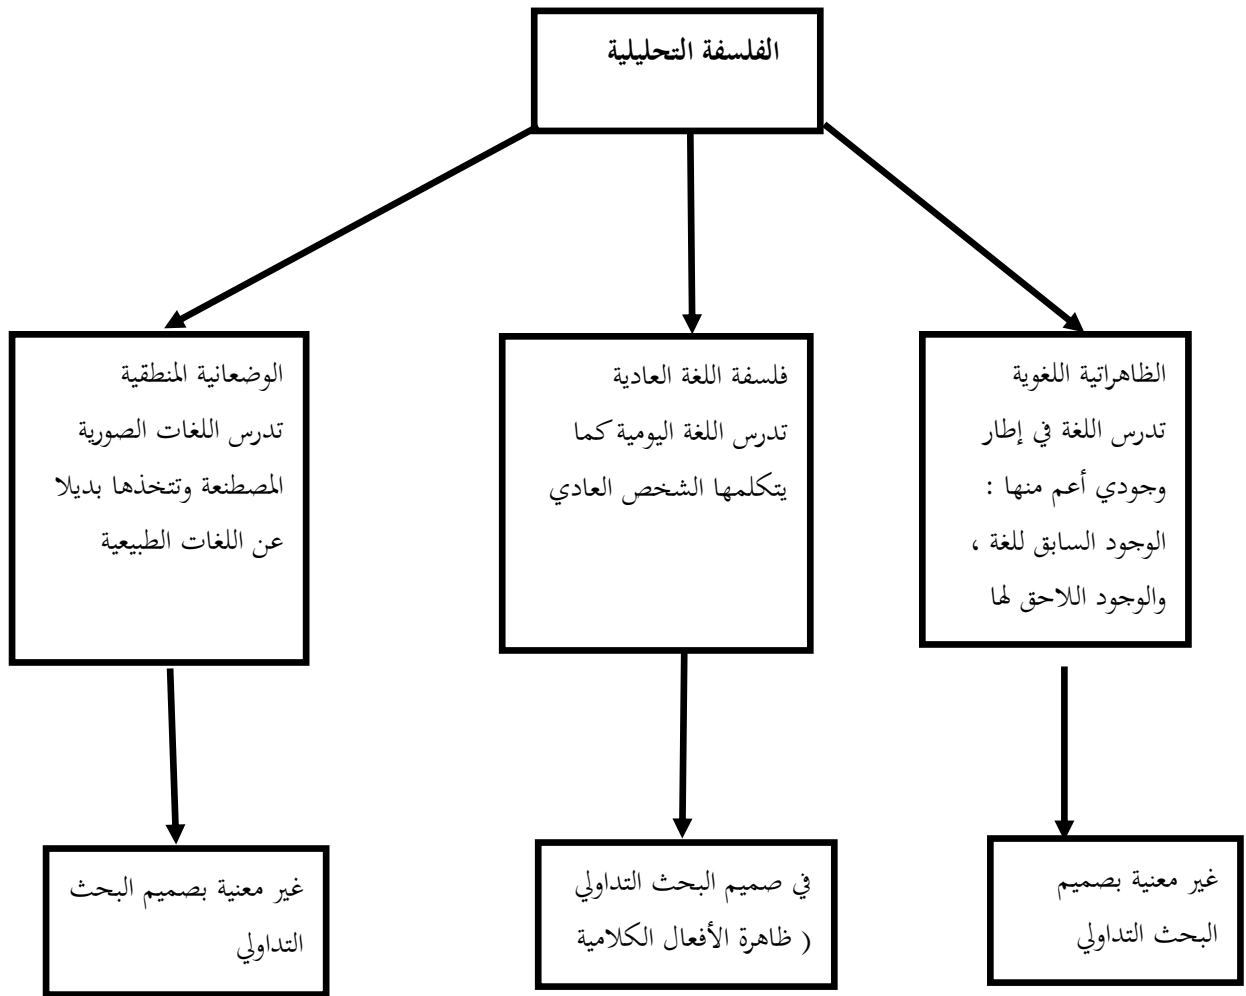 الفلسفة التحليلية
الظاهراتية اللغوية
تدرس اللغة في إطار
وجودي أعم منها :
الوجود السابق للغة ،
والوجود اللاحق لها
فلسفة اللغة العادية
تدرس اللغة اليومية كما
يتكلمها الشخص العادي
الوضعانية المنطقية
تدرس اللغات الصورية
المصطنعة وتتخذها بديلا
عن اللغات الطبيعية
غير معنية بصميم
البحث التداولي
في صميم البحث التداولي
( ظاهرة الأفعال الكلامية
غير معنية بصميم البحث
التداولي